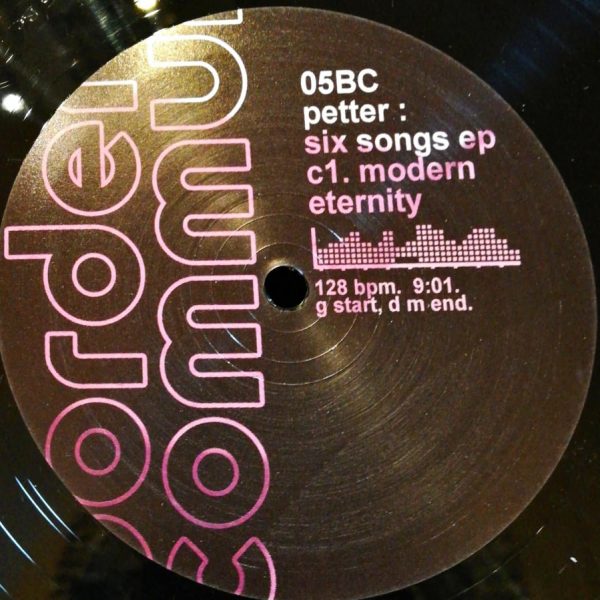 05BC
petter :
six songs ep
c1. modern
eternity
128 bpm. 9:01.
g start, d m end.